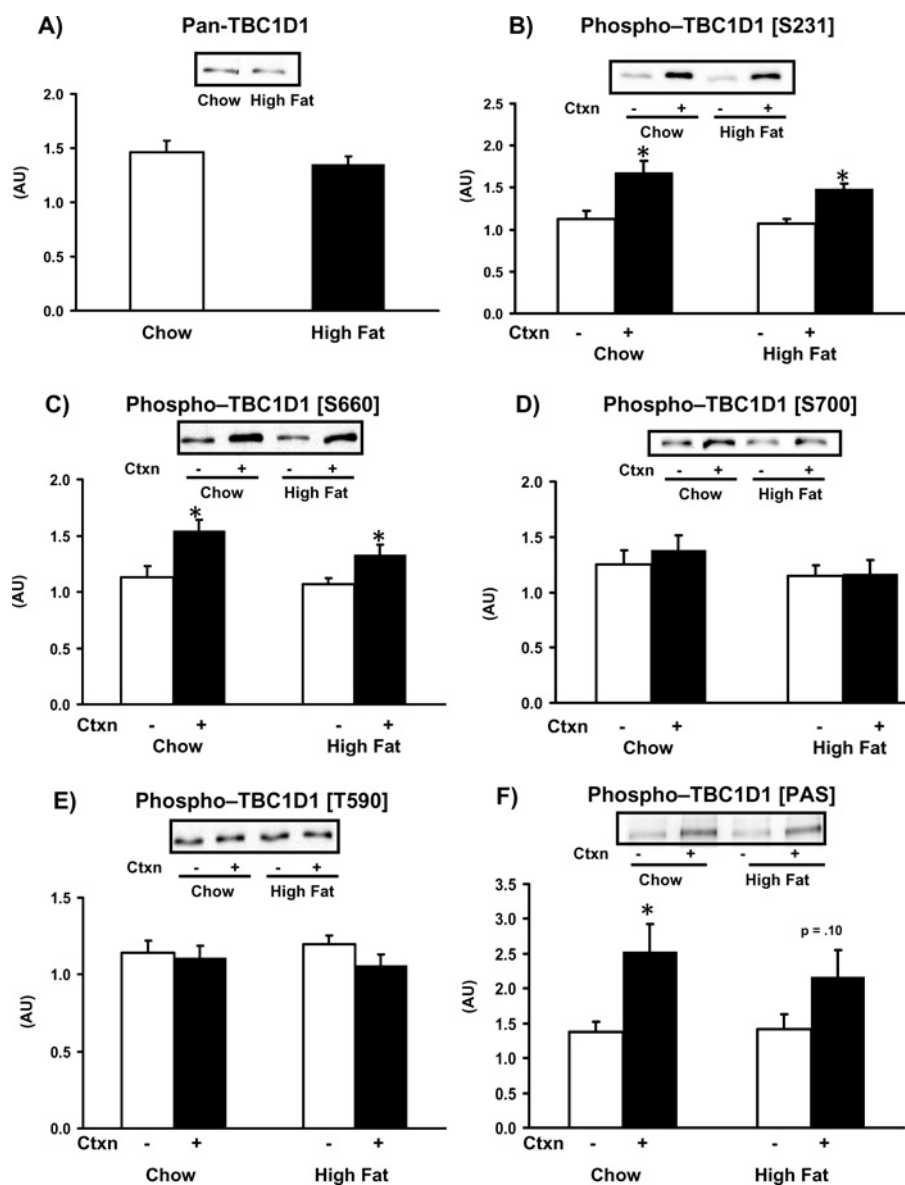 A) Pan-TBC1D1
Chow High Fat
2.0
1.5
1.0
0.5
0.0
(AU)
Chow High Fat
B) Phospho–TBC1D1 [S231]
Ctxn - + - +
Chow High Fat
2.5
2.0
1.5
1.0
0.5
0.0
(AU)
* *
Ctxn - + - +
Chow High Fat
C) Phospho–TBC1D1 [S660]
Ctxn - + - +
Chow High Fat
2.0
1.5
1.0
0.5
0.0
(AU)
* *
Ctxn - + - +
Chow High Fat
D) Phospho–TBC1D1 [S700]
Ctxn - + - +
Chow High Fat
2.0
1.5
1.0
0.5
0.0
(AU)
Ctxn - + - +
Chow High Fat
E) Phospho–TBC1D1 [T590]
Ctxn - + - +
Chow High Fat
1.5
1.0
0.5
0.0
(AU)
Ctxn - + - +
Chow High Fat
F) Phospho–TBC1D1 [PAS]
Ctxn - + - +
Chow High Fat
3.5
3.0
2.5
2.0
1.5
1.0
0.5
0.0
(AU)
* p = .10
Ctxn - + - +
Chow High Fat